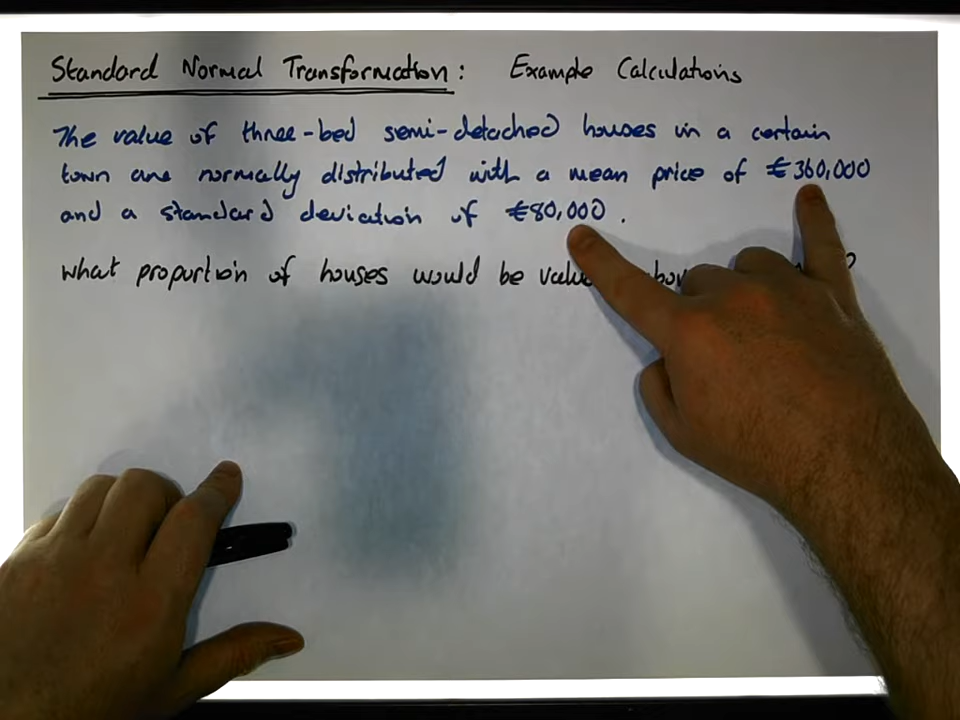 Standard Normal Transformation: Example Calculations
The value of three-bed semi-detached houses in a certain
town are normally distributed with a mean price of €360,000
and a standard deviation of €80,000.
What proportion of houses would be ?